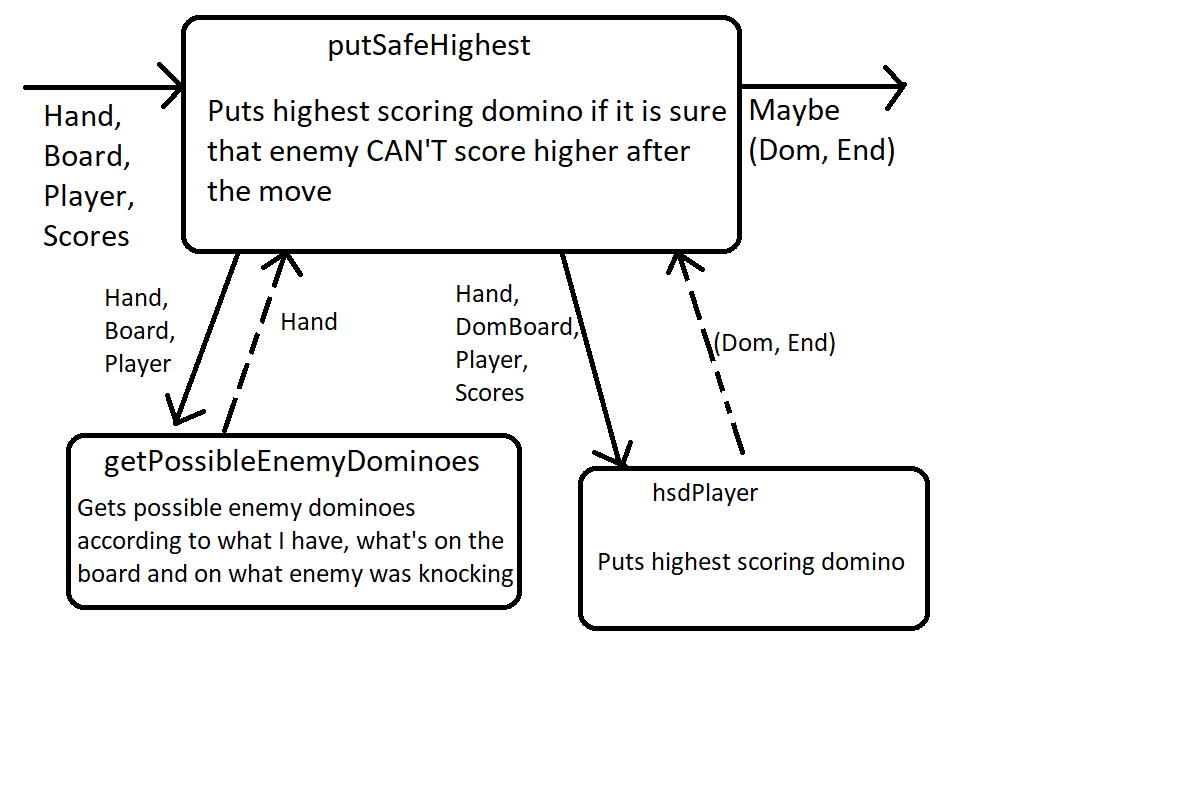 putSafeHighest
Puts highest scoring domino if it is sure
that enemy CAN'T score higher after
the move
Hand,
Board,
Player,
Scores
Maybe
(Dom, End)
Hand,
Board,
Player
Hand
Hand,
DomBoard,
Player,
Scores
(Dom, End)
getPossibleEnemyDominoes
Gets possible enemy dominoes
according to what I have, what's on the
board and on what enemy was knocking
hsdPlayer
Puts highest scoring domino